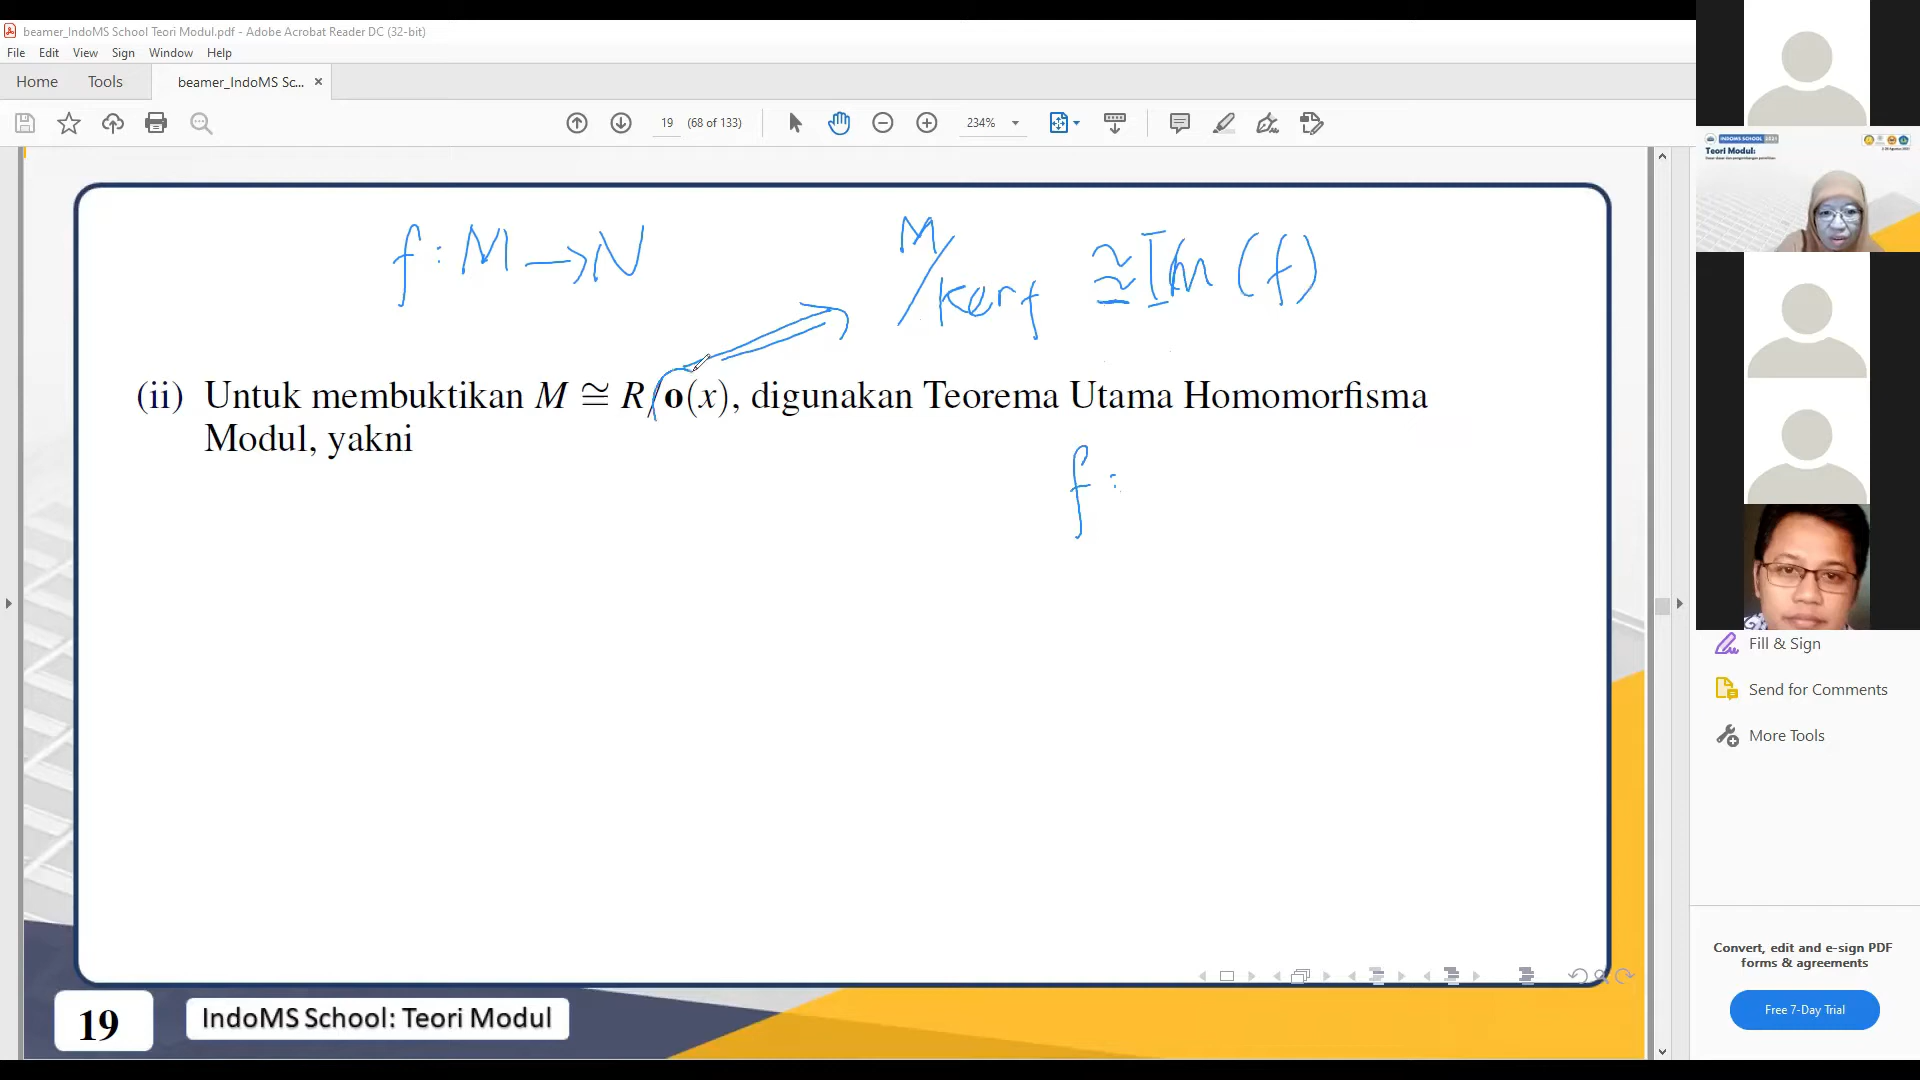 beamer_IndoMS School Teori Modul.pdf - Adobe Acrobat Reader DC (32-bit)
File Edit View Sign Window Help
Home Tools beamer_IndoMS Sc... ×
19 (68 of 133) 234%
INDOMS SCHOOL 2021
Teori Modul:
f : M → N M/Ker f ≅ Im (f)
(ii) Untuk membuktikan M ≅ R/o(x), digunakan Teorema Utama Homomorfisma
Modul, yakni
f :
Fill & Sign
Send for Comments
More Tools
Convert, edit and e-sign PDF
forms & agreements
Free 7-Day Trial
19 IndoMS School: Teori Modul